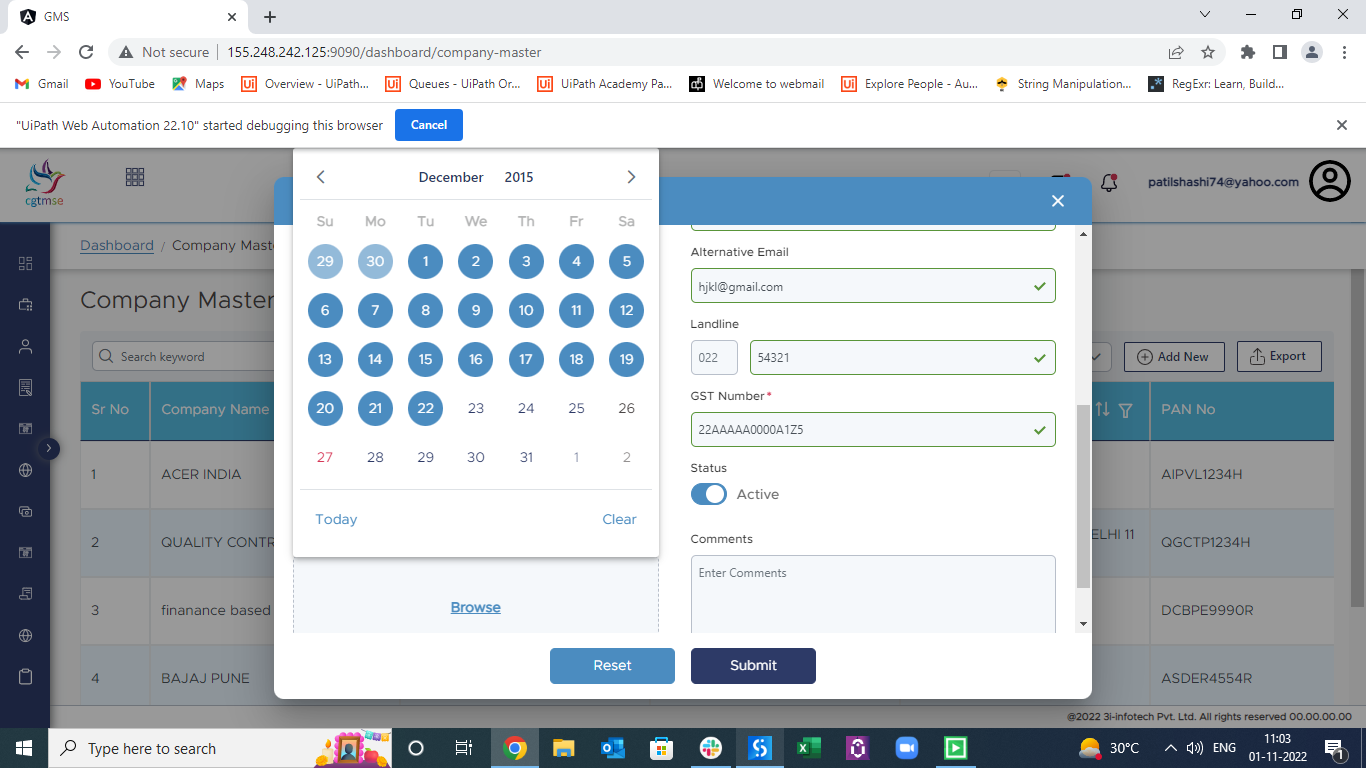 GMS
Not secure
155.248.242.125:9090/dashboard/company-master
Gmail
YouTube
Maps
Overview - UiPath...
Queues - UiPath Or...
UiPath Academy Pa...
Welcome to webmail
Explore People - Au...
String Manipulation...
RegExr: Learn, Build...
"UiPath Web Automation 22.10" started debugging this browser
Cancel
cgtmse
patilshashi74@yahoo.com
Dashboard / Company Mast
Company Master
Search keyword
Add New
Export
Sr No
Company Name
PAN No
1
ACER INDIA
AIPVL1234H
2
QUALITY CONTR
ELHI 11
QGCTP1234H
3
finanance based
DCBPE9990R
4
BAJAJ PUNE
ASDER4554R
December 2015
Su Mo Tu We Th Fr Sa
29 30 1 2 3 4 5
6 7 8 9 10 11 12
13 14 15 16 17 18 19
20 21 22 23 24 25 26
27 28 29 30 31 1 2
Today
Clear
Browse
Alternative Email
hjkl@gmail.com
Landline
022
54321
GST Number*
22AAAAA0000A1Z5
Status
Active
Comments
Enter Comments
Reset
Submit
@2022 3i-infotech Pvt. Ltd. All rights reserved 00.00.00.00
Type here to search
30°C
ENG
11:03
01-11-2022
1